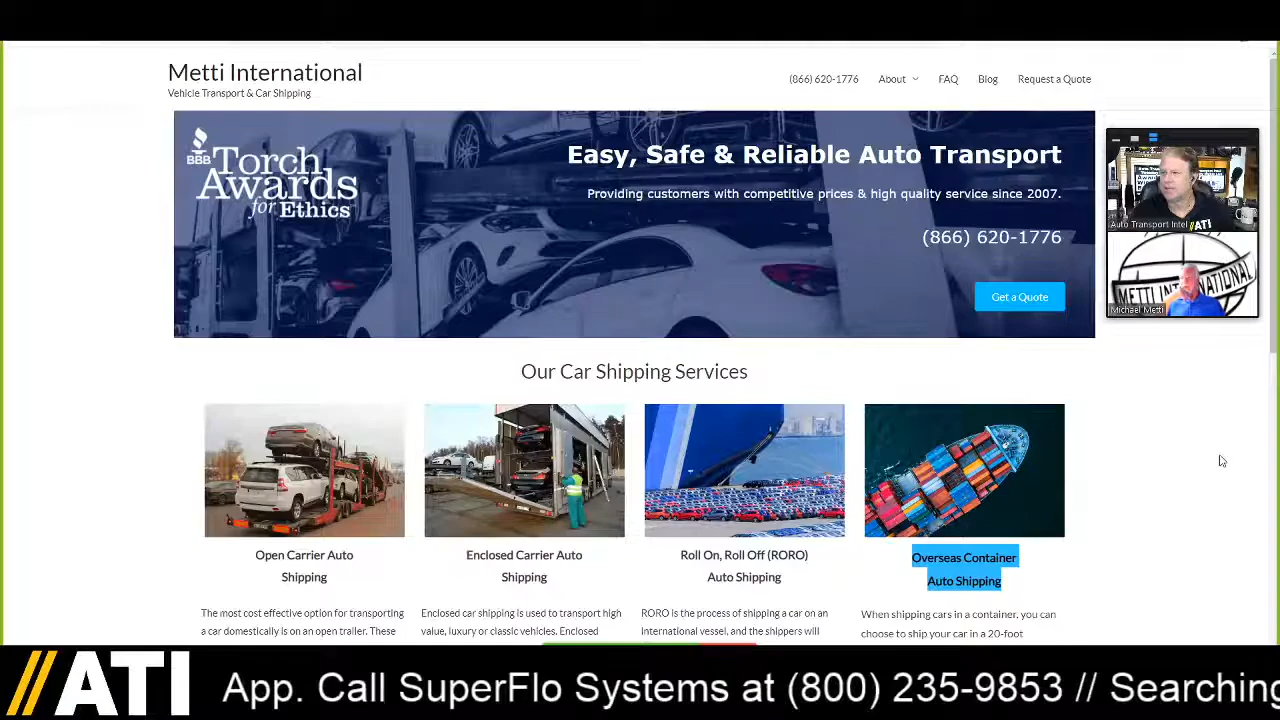 Metti International
Vehicle Transport & Car Shipping
(866) 620-1776 About FAQ Blog Request a Quote
BBB
Torch
Awards
for Ethics
Easy, Safe & Reliable Auto Transport
Providing customers with competitive prices & high quality service since 2007.
(866) 620-1776
Get a Quote
Auto Transport Intel
//ATI
METTI INTERNATIONAL
Michael Metti
Our Car Shipping Services
Open Carrier Auto
Shipping
Enclosed Carrier Auto
Shipping
Roll On, Roll Off (RORO)
Auto Shipping
Overseas Container
Auto Shipping
The most cost effective option for transporting
a car domestically is on an open trailer. These
Enclosed car shipping is used to transport high
value, luxury or classic vehicles. Enclosed
RORO is the process of shipping a car on an
international vessel, and the shippers will
When shipping cars in a container, you can
choose to ship your car in a 20-foot
//ATI
App. Call SuperFlo Systems at (800) 235-9853 // Searching